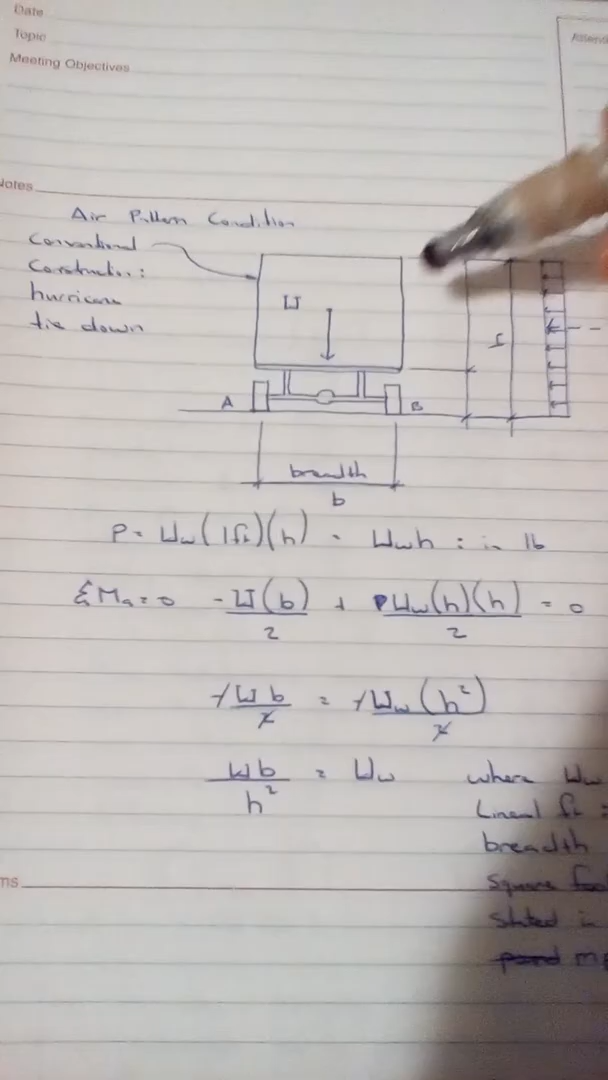 Date
Topic
Meeting Objectives
Notes
Air Condition
Conventional
Construction:
hurricane
tie down
W
h
A
B
breadth
b
P = Ww(1ft)(h) = Wwh : in lb
ΣMa = 0 -W(b)/2 + Ww(h)(h)/2 = 0
-Wb/2 = -Ww(h²)/2
Wb/h² = Ww where Ww
Lineal ft =
breadth
square
stated in